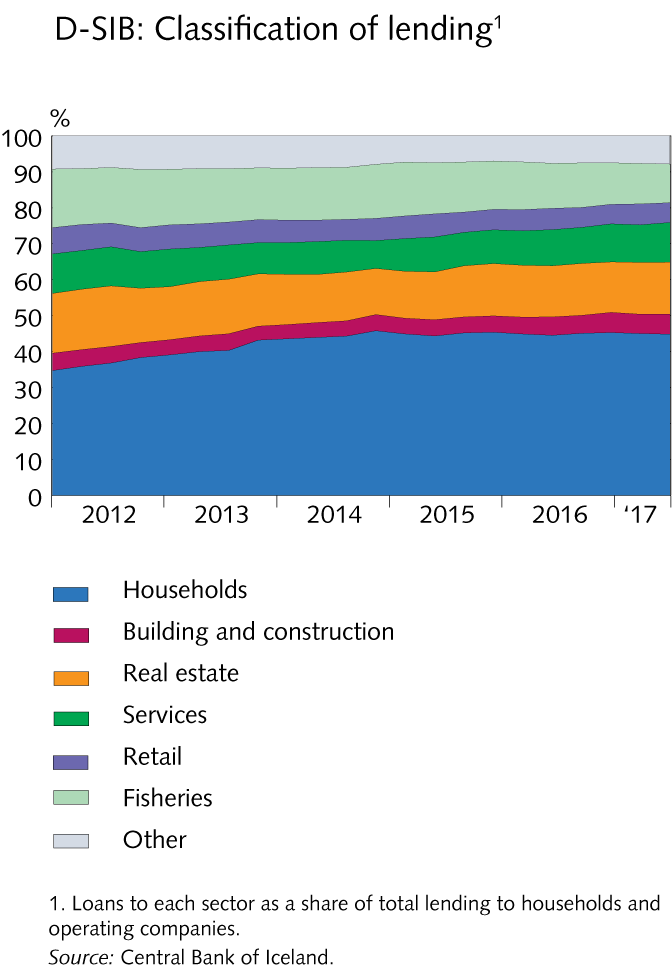 D-SIB: Classification of lending¹
%
100
90
80
70
60
50
40
30
20
10
0
2012 2013 2014 2015 2016 ‘17
Households
Building and construction
Real estate
Services
Retail
Fisheries
Other
1. Loans to each sector as a share of total lending to households and
operating companies.
Source: Central Bank of Iceland.